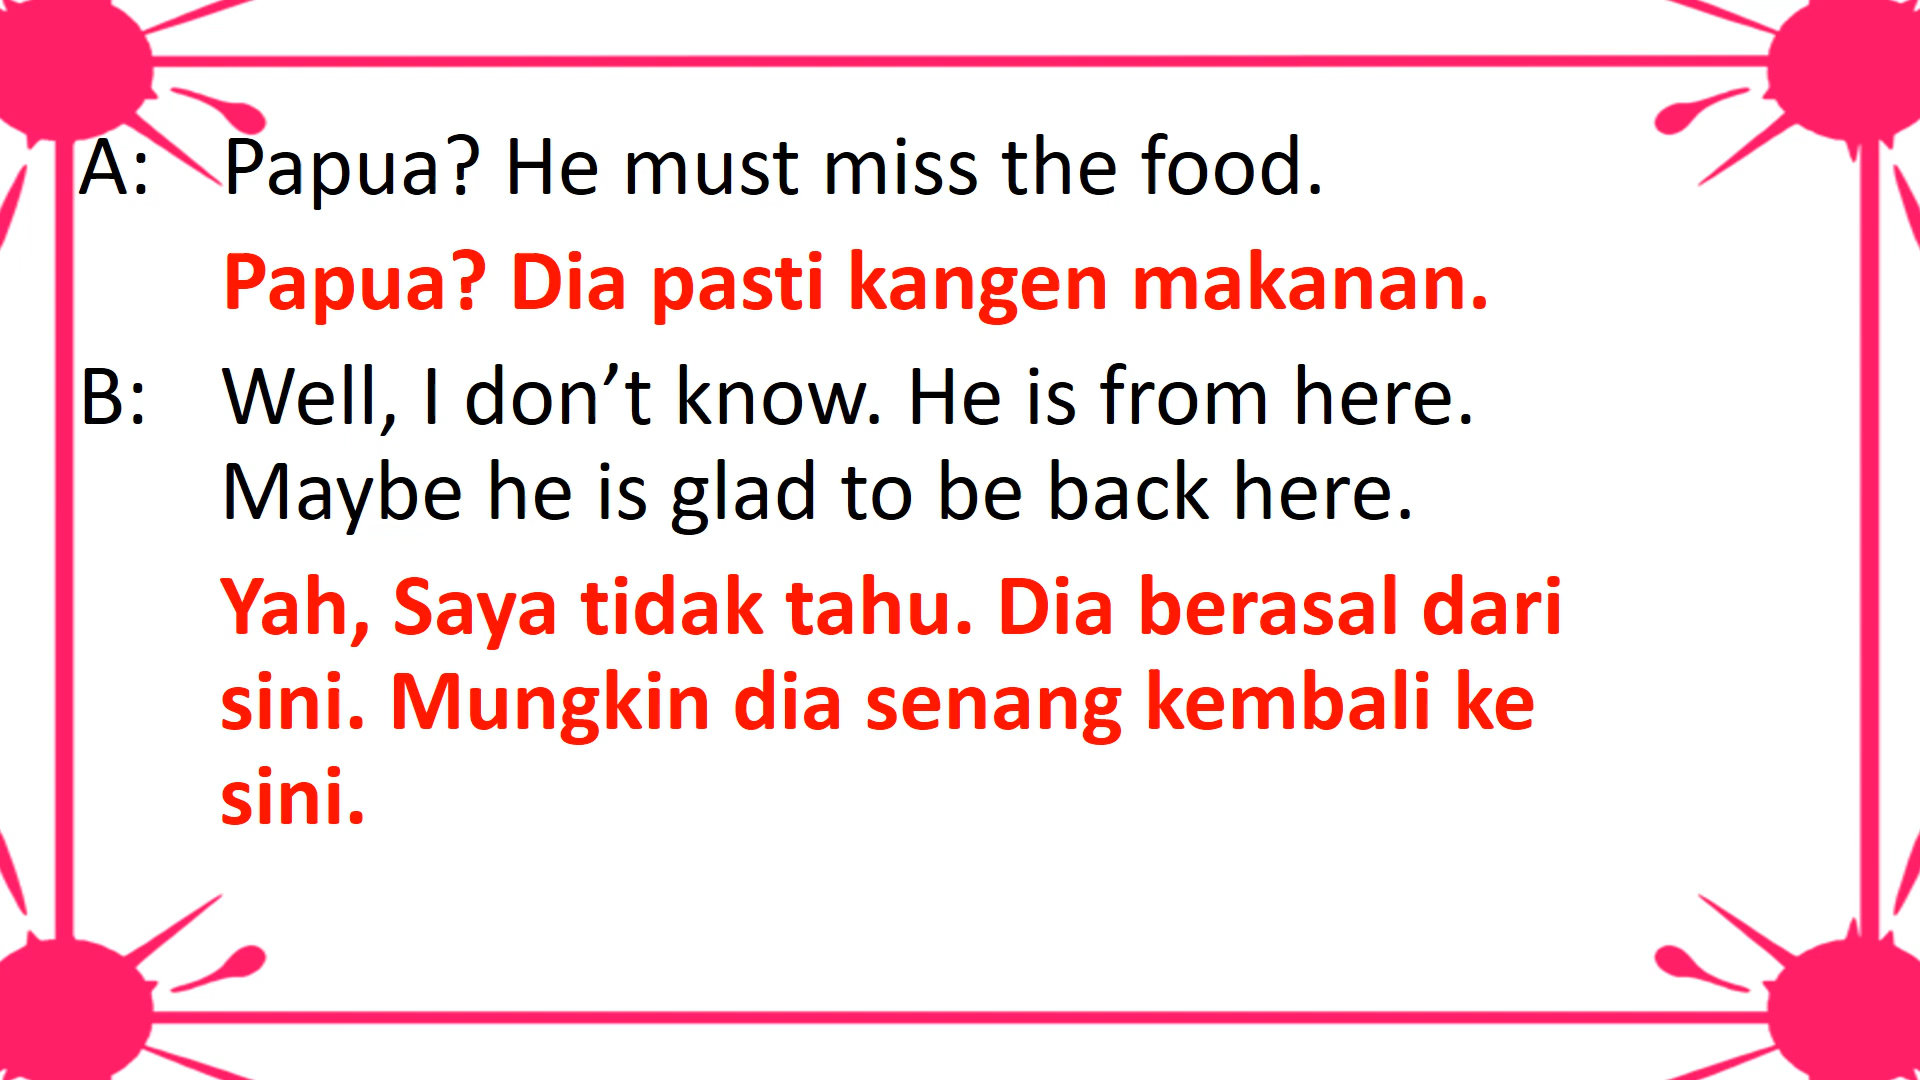 A: Papua? He must miss the food.
Papua? Dia pasti kangen makanan.
B: Well, I don’t know. He is from here.
Maybe he is glad to be back here.
Yah, Saya tidak tahu. Dia berasal dari
sini. Mungkin dia senang kembali ke
sini.